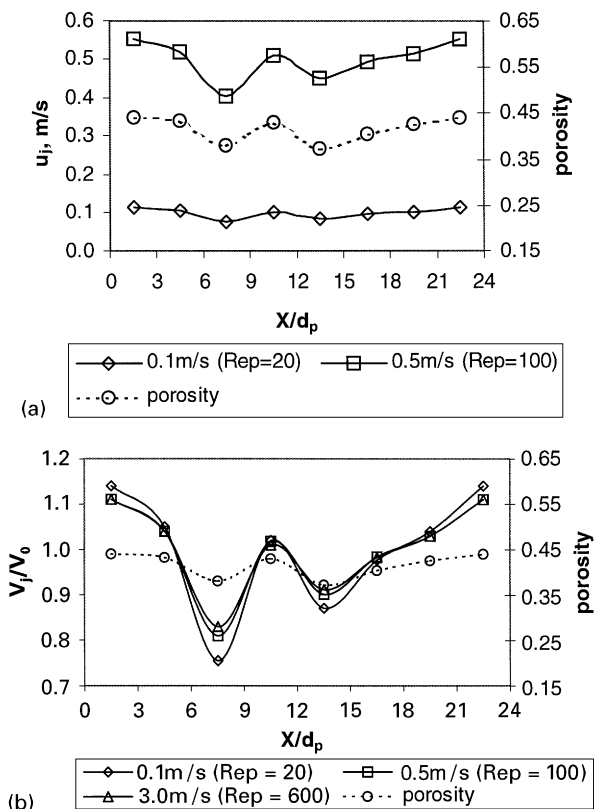 (a)
0.6 0.65
0.5 0.55
0.4 0.45
0.3
0.2 0.35
0.1 0.25
0.0 0.15
u_j, m/s
porosity
0 3 6 9 12 15 18 21 24
X/d_p
0.1m/s (Rep=20) 0.5m/s (Rep=100)
porosity
1.2 0.65
1.1 0.55
1.0 0.45
0.9 0.35
0.8 0.25
0.7 0.15
V_j/V_0
porosity
0 3 6 9 12 15 18 21 24
X/d_p
0.1m/s (Rep = 20) 0.5m/s (Rep = 100)
3.0m/s (Rep = 600) porosity
(b)